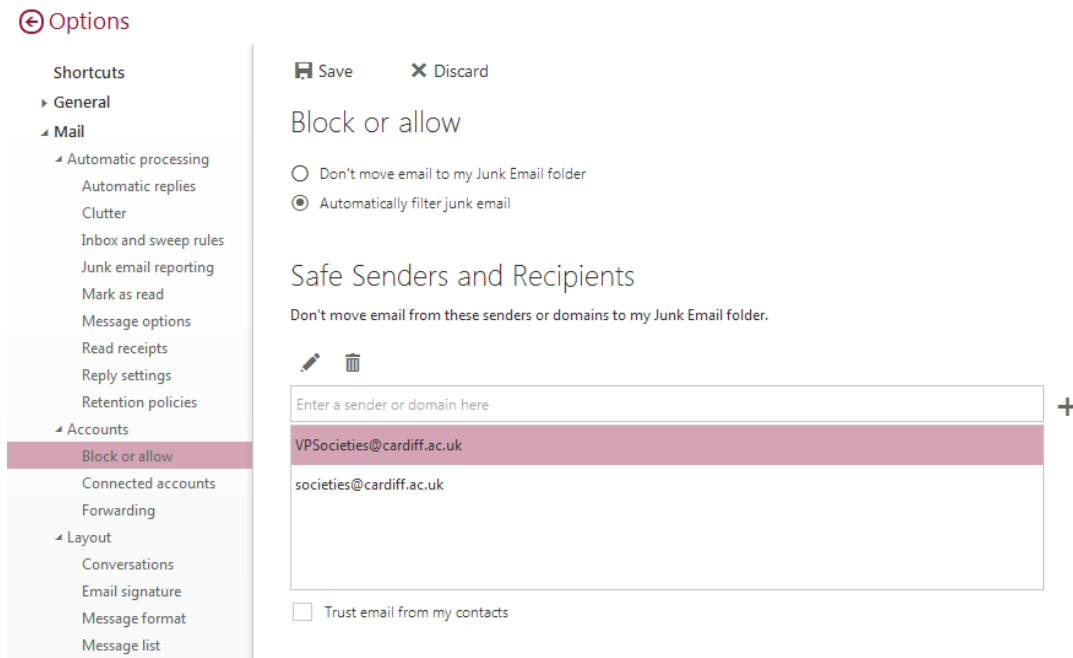 Options
Shortcuts
General
Mail
Automatic processing
Automatic replies
Clutter
Inbox and sweep rules
Junk email reporting
Mark as read
Message options
Read receipts
Reply settings
Retention policies
Accounts
Block or allow
Connected accounts
Forwarding
Layout
Conversations
Email signature
Message format
Message list
Save
Discard
Block or allow
Don't move email to my Junk Email folder
Automatically filter junk email
Safe Senders and Recipients
Don't move email from these senders or domains to my Junk Email folder.
Enter a sender or domain here
VPSocieties@cardiff.ac.uk
societies@cardiff.ac.uk
Trust email from my contacts